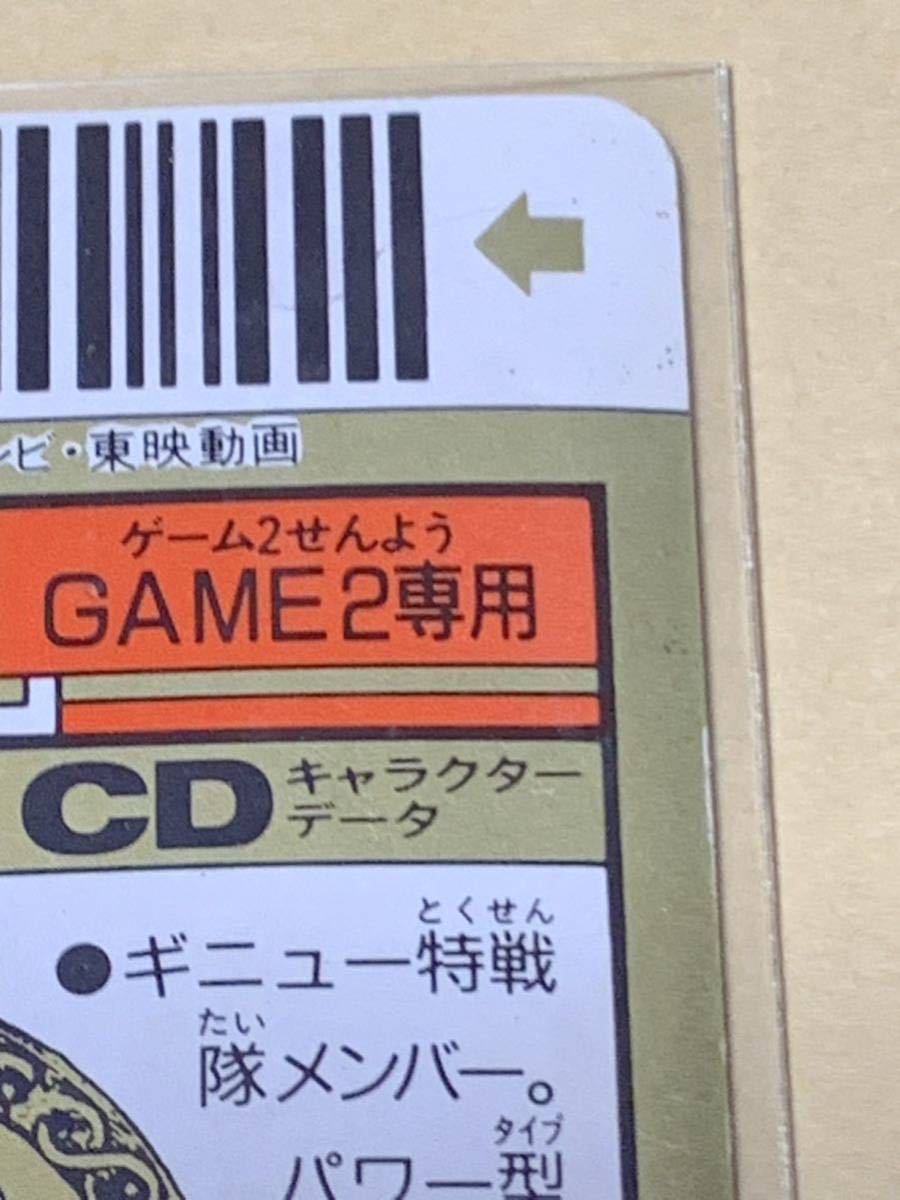 ビ・東映動画
ゲーム2せんよう
GAME2専用
CD キャラクター
データ
とくせん
●ギニュー特戦
たい
隊メンバー。
タイプ
パワー型